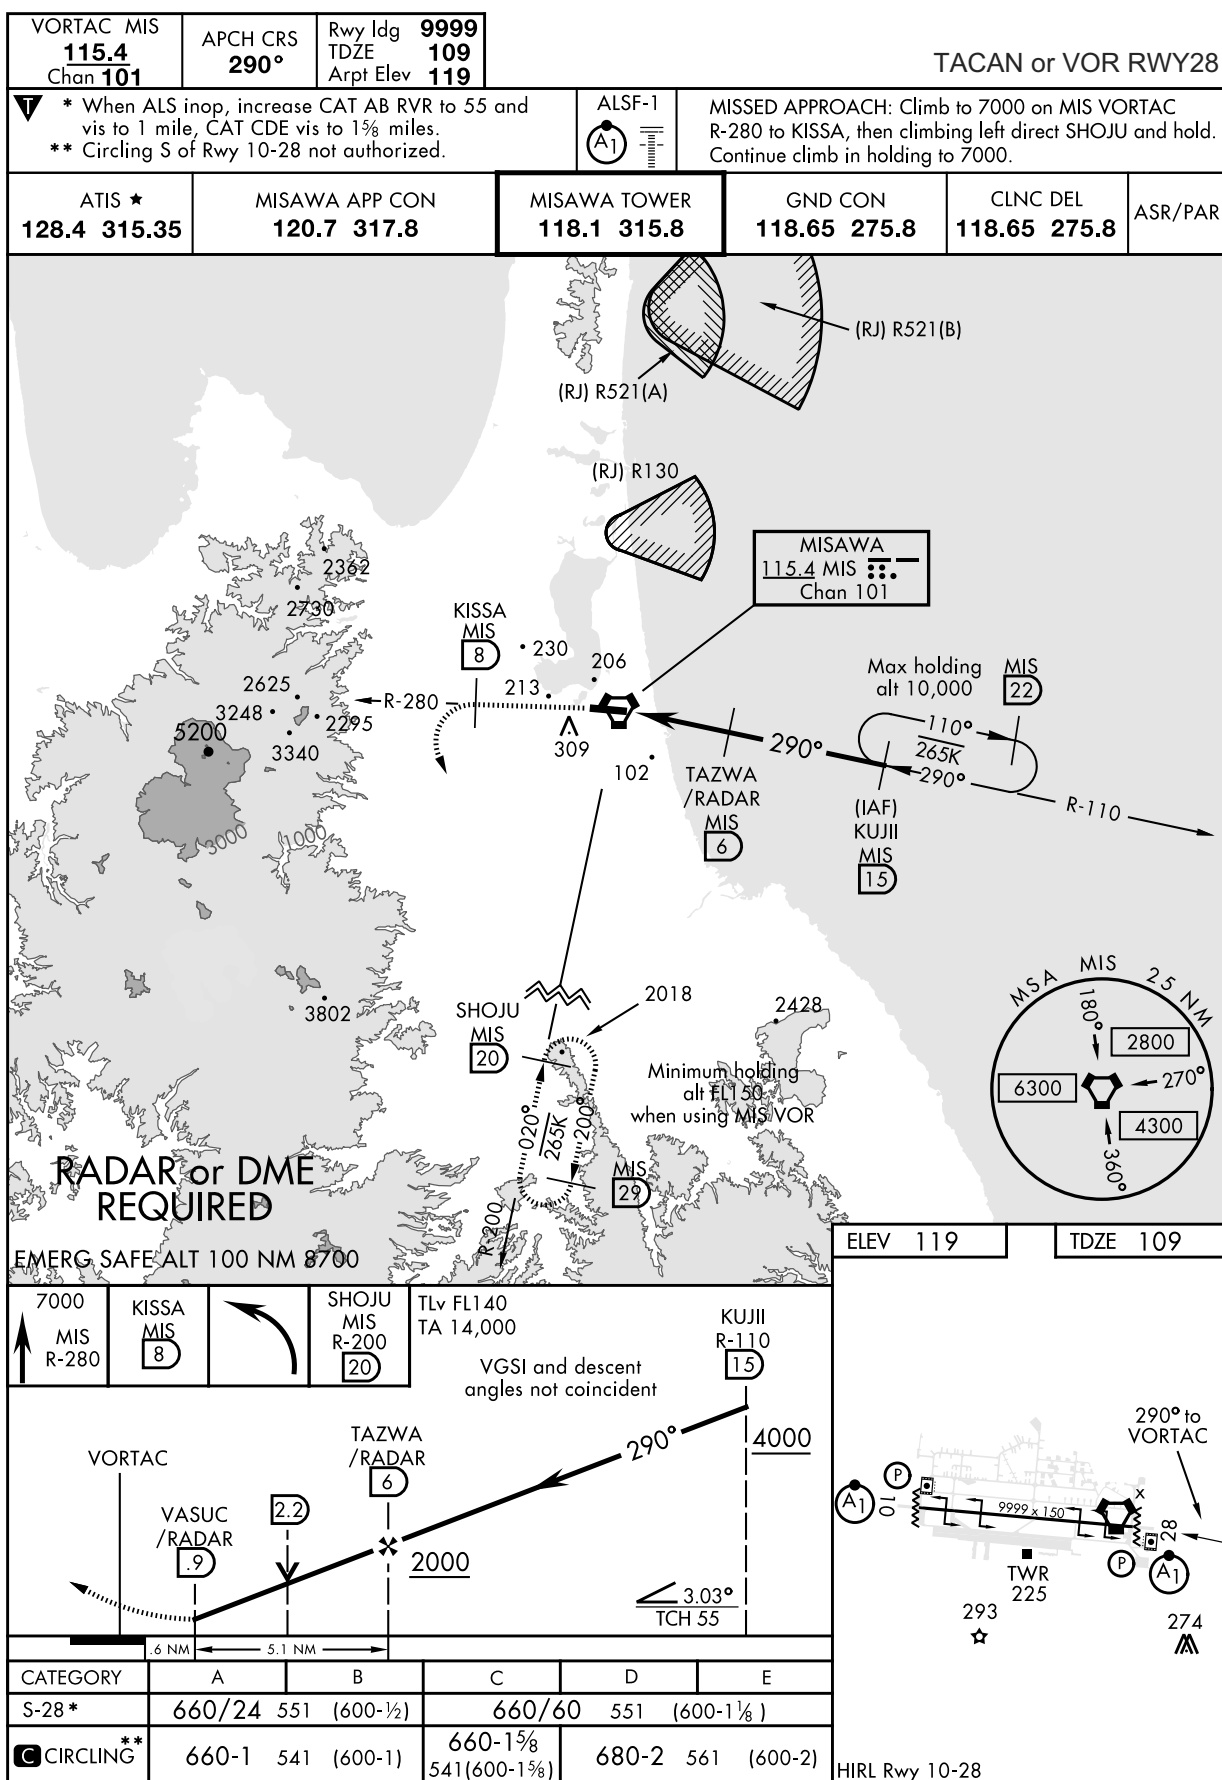 VORTAC MIS
115.4
Chan 101
APCH CRS
290°
Rwy ldg 9999
TDZE 109
Arpt Elev 119
TACAN or VOR RWY28
T
* When ALS inop, increase CAT AB RVR to 55 and
vis to 1 mile, CAT CDE vis to 1⅝ miles.
** Circling S of Rwy 10-28 not authorized.
ALSF-1
A1
MISSED APPROACH: Climb to 7000 on MIS VORTAC
R-280 to KISSA, then climbing left direct SHOJU and hold.
Continue climb in holding to 7000.
ATIS ★
128.4 315.35
MISAWA APP CON
120.7 317.8
MISAWA TOWER
118.1 315.8
GND CON
118.65 275.8
CLNC DEL
118.65 275.8
ASR/PAR
(RJ) R521(B)
(RJ) R521(A)
(RJ) R130
MISAWA
115.4 MIS
Chan 101
2362
2730
KISSA
MIS
8
230
206
213
2625
3248
2295
3340
5200
R-280
309
102
Max holding
alt 10,000
MIS
22
110°
265K
290°
290°
R-110
TAZWA
/RADAR
MIS
6
(IAF)
KUJII
MIS
15
3000
1000
3802
SHOJU
MIS
20
2018
2428
Minimum holding
alt FL150
when using MIS VOR
020°
265K
200°
MIS
29
R-200
MSA MIS 25 NM
180°
2800
6300
270°
4300
360°
RADAR or DME
REQUIRED
EMERG SAFE ALT 100 NM 8700
ELEV 119
TDZE 109
7000
MIS
R-280
KISSA
MIS
8
SHOJU
MIS
R-200
20
TLv FL140
TA 14,000
VGSI and descent
angles not coincident
KUJII
R-110
15
VORTAC
VASUC
/RADAR
.9
2.2
TAZWA
/RADAR
6
290°
4000
2000
3.03°
TCH 55
.6 NM
5.1 NM
290° to
VORTAC
A1
P
10
9999 x 150
X
28
P
A1
TWR
225
293
274
HIRL Rwy 10-28
CATEGORY A B C D E
S-28* 660/24 551 (600-½) 660/60 551 (600-1⅛)
C CIRCLING** 660-1 541 (600-1) 660-1⅝ 541(600-1⅝) 680-2 561 (600-2)